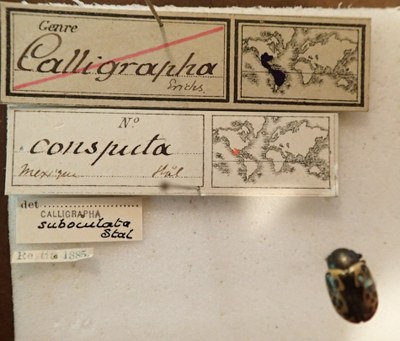 Genre
Calligrapha
Erichs.
Nº
consputa
Mexique Stål
det
CALLIGRAPHA
suboculata
Stal
1885